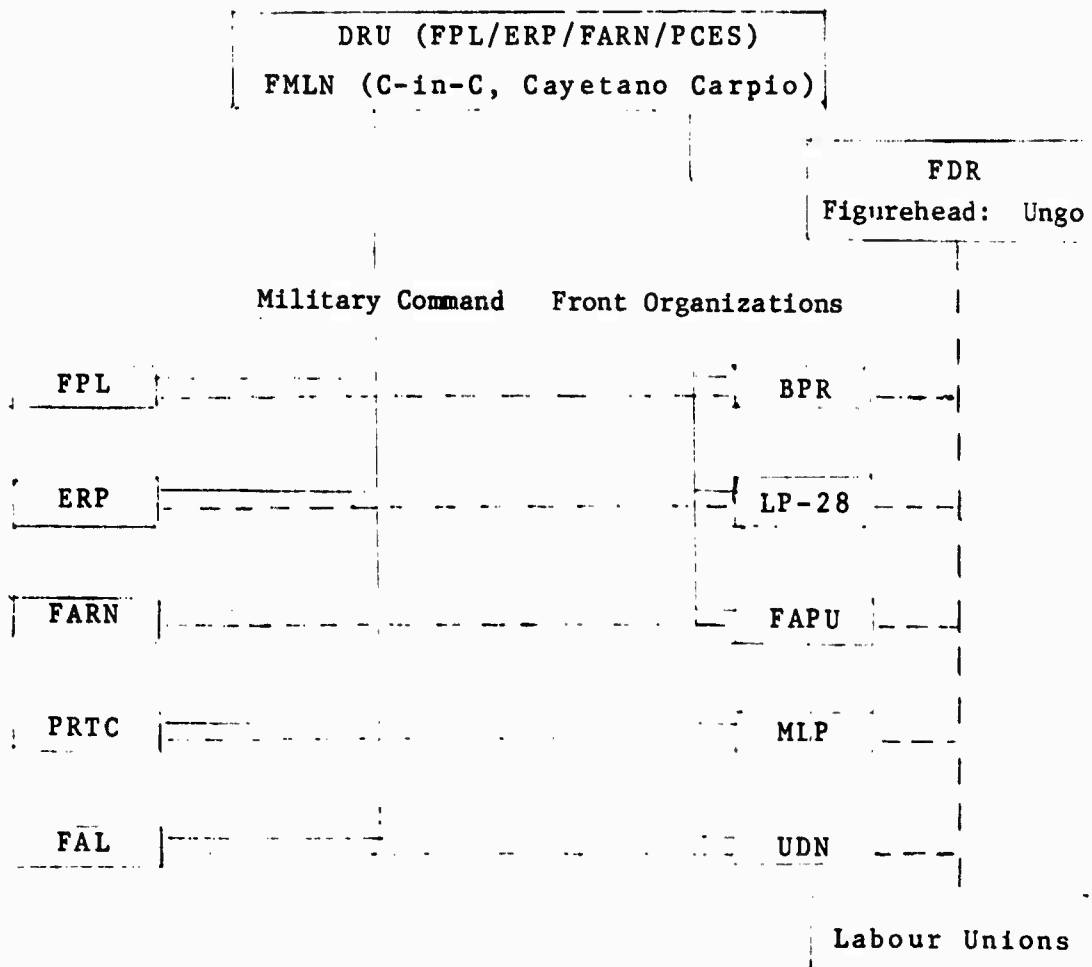 DRU (FPL/ERP/FARN/PCES)
FMLN (C-in-C, Cayetano Carpio)
FDR
Figurehead: Ungo
Military Command Front Organizations
FPL BPR
ERP LP-28
FARN FAPU
PRTC MLP
FAL UDN
Labour Unions